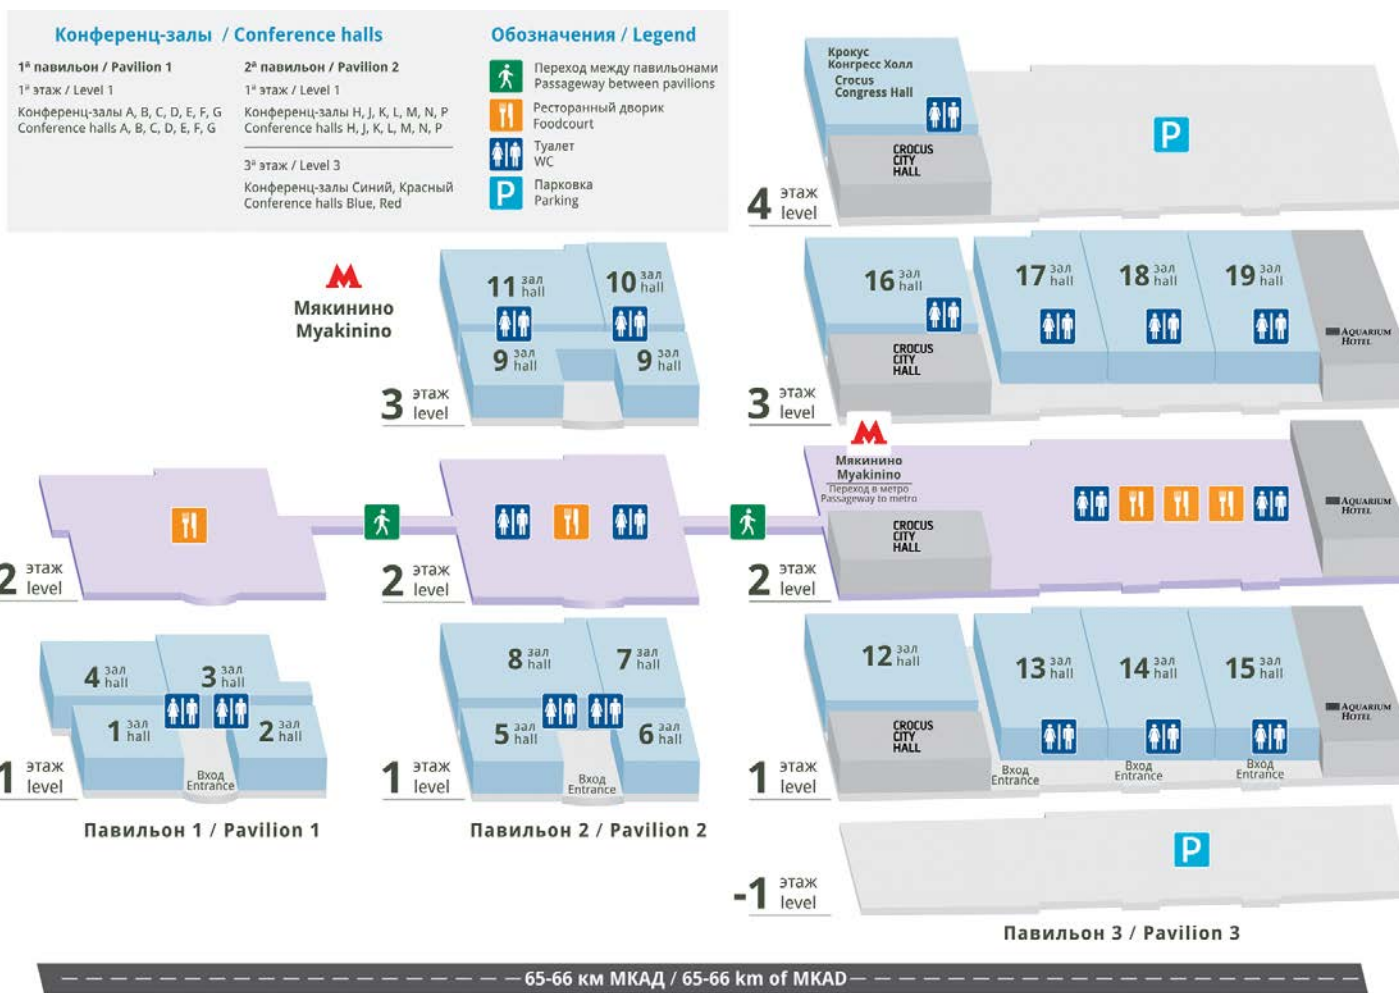 Конференц-залы / Conference halls
1й павильон / Pavilion 1
1й этаж / Level 1
Конференц-залы A, B, C, D, E, F, G
Conference halls A, B, C, D, E, F, G
2й павильон / Pavilion 2
1й этаж / Level 1
Конференц-залы H, J, K, L, M, N, P
Conference halls H, J, K, L, M, N, P
3й этаж / Level 3
Конференц-залы Синий, Красный
Conference halls Blue, Red
Обозначения / Legend
Переход между павильонами
Passageway between pavilions
Ресторанный дворик
Foodcourt
Туалет
WC
P
Парковка
Parking
Крокус
Конгресс Холл
Crocus
Congress Hall
CROCUS
CITY
HALL
P
4 этаж
level
М
Мякинино
Myakinino
11 зал
hall
10 зал
hall
9 зал
hall
9 зал
hall
3 этаж
level
16 зал
hall
17 зал
hall
18 зал
hall
19 зал
hall
CROCUS
CITY
HALL
AQUARIUM
HOTEL
3 этаж
level
2 этаж
level
2 этаж
level
М
Мякинино
Myakinino
Переход в метро
Passageway to metro
CROCUS
CITY
HALL
AQUARIUM
HOTEL
2 этаж
level
4 зал
hall
3 зал
hall
1 зал
hall
2 зал
hall
Вход
Entrance
1 этаж
level
Павильон 1 / Pavilion 1
8 зал
hall
7 зал
hall
5 зал
hall
6 зал
hall
Вход
Entrance
1 этаж
level
Павильон 2 / Pavilion 2
12 зал
hall
13 зал
hall
14 зал
hall
15 зал
hall
CROCUS
CITY
HALL
AQUARIUM
HOTEL
Вход
Entrance
Вход
Entrance
Вход
Entrance
1 этаж
level
P
-1 этаж
level
Павильон 3 / Pavilion 3
65-66 км МКАД / 65-66 km of MKAD